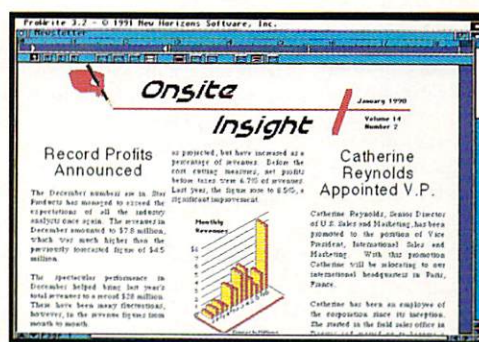 ProWrite 3.2 - © 1991 New Horizons Software, Inc.
Newsletter
Onsite
Insight
January 1990
Volume 14
Number 2
Record Profits
Announced
The December numbers are in. Star
Products has managed to exceed the
expectations of all the industry
analysts once again. The revenues in
December amounted to $7.8 million,
which was much higher than the
previously forecasted figure of $4.5
million.
The spectacular performance in
December helped bring last year's
total revenues to a record $28 million.
There have been many fluctuations,
however, in the revenue figures from
month to month
as projected, but have increased as a
percentage of revenues. Before the
cost cutting measures, net profits
before taxes were 6.7% of revenues.
Last year, the figure rose to 8.5%, a
significant improvement.
Monthly
Revenues
Catherine
Reynolds
Appointed V.P.
Catherine Reynolds, Senior Director
of U.S. Sales and Marketing, has been
promoted to the position of Vice
President, International Sales and
Marketing. With this promotion
Catherine will be relocating to our
international headquarters in Paris,
France.
Catherine has been an employee of
the corporation since its inception.
She started in the field sales office in